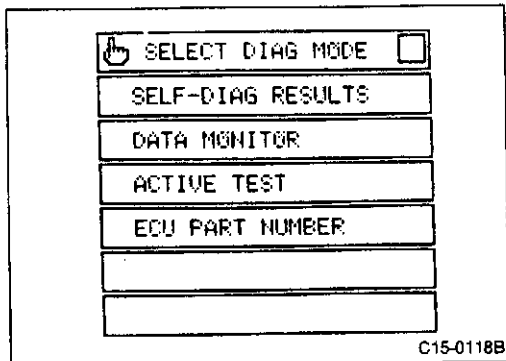 SELECT DIAG MODE
SELF-DIAG RESULTS
DATA MONITOR
ACTIVE TEST
ECU PART NUMBER
C15-0118B